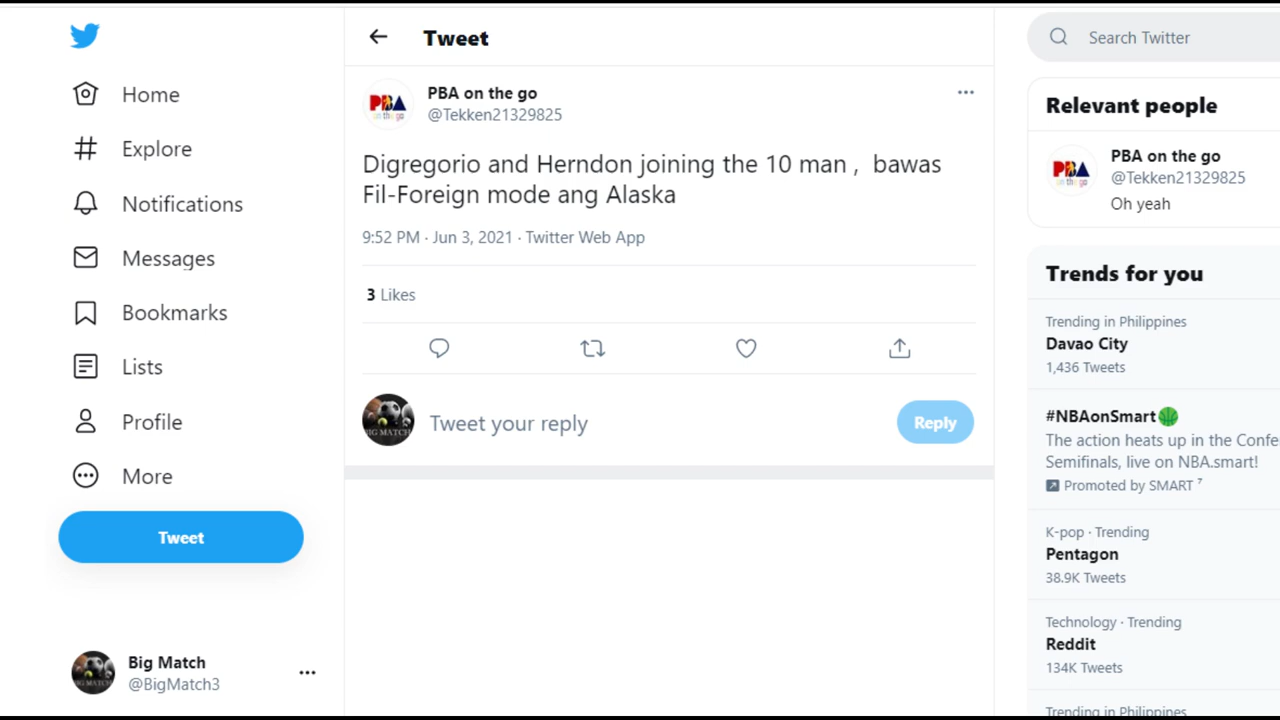 Home
Explore
Notifications
Messages
Bookmarks
Lists
Profile
More
Tweet
Big Match
@BigMatch3
Tweet
PBA on the go
@Tekken21329825
Digregorio and Herndon joining the 10 man , bawas
Fil-Foreign mode ang Alaska
9:52 PM · Jun 3, 2021 · Twitter Web App
3 Likes
Tweet your reply
Reply
Search Twitter
Relevant people
PBA on the go
@Tekken21329825
Oh yeah
Trends for you
Trending in Philippines
Davao City
1,436 Tweets
#NBAonSmart
The action heats up in the Confe
Semifinals, live on NBA.smart!
Promoted by SMART
K-pop · Trending
Pentagon
38.9K Tweets
Technology · Trending
Reddit
134K Tweets
Trending in Philippines